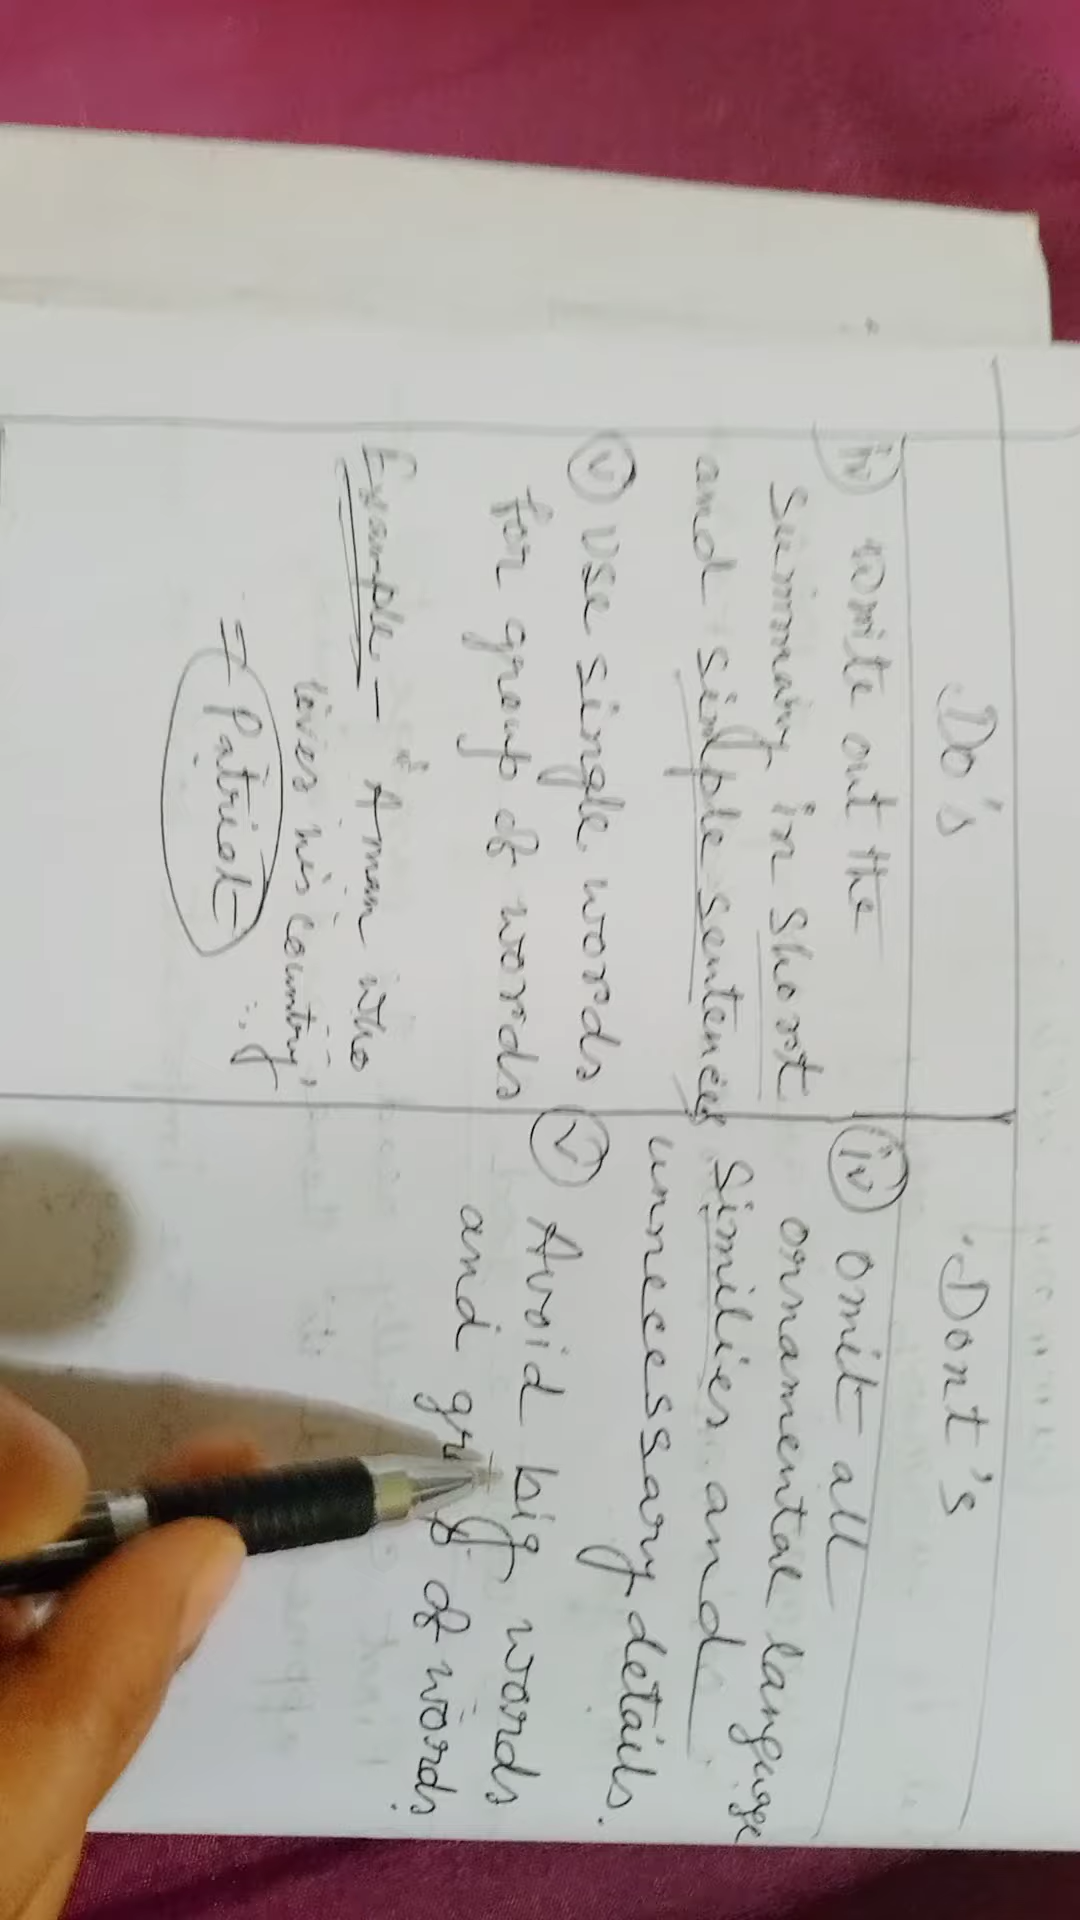 Do's
iv write out the
summary in short
and simple sentences
v Use single words
for group of words
Example - A man who
loves his country,
= Patriot
Dont's
iv omit all
ornamental language
Similies and
unnecessary details.
v Avoid big words
and of words.